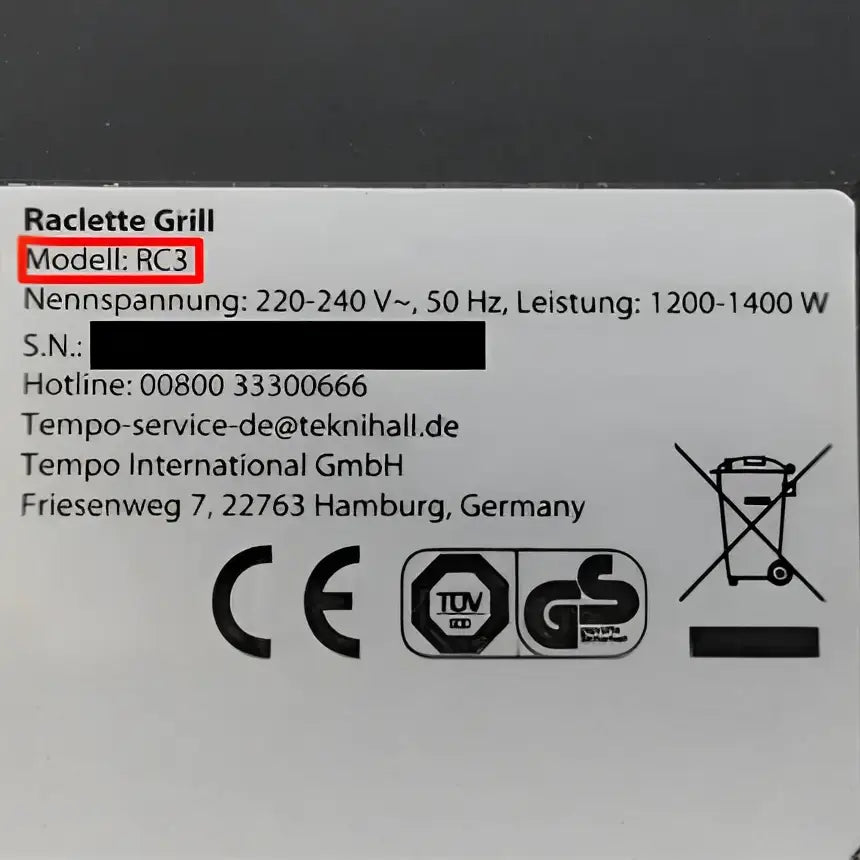 Raclette Grill
Modell: RC3
Nennspannung: 220-240 V~, 50 Hz, Leistung: 1200-1400 W
S.N.:
Hotline: 00800 33300666
Tempo-service-de@teknihall.de
Tempo International GmbH
Friesenweg 7, 22763 Hamburg, Germany
CE TÜV GS